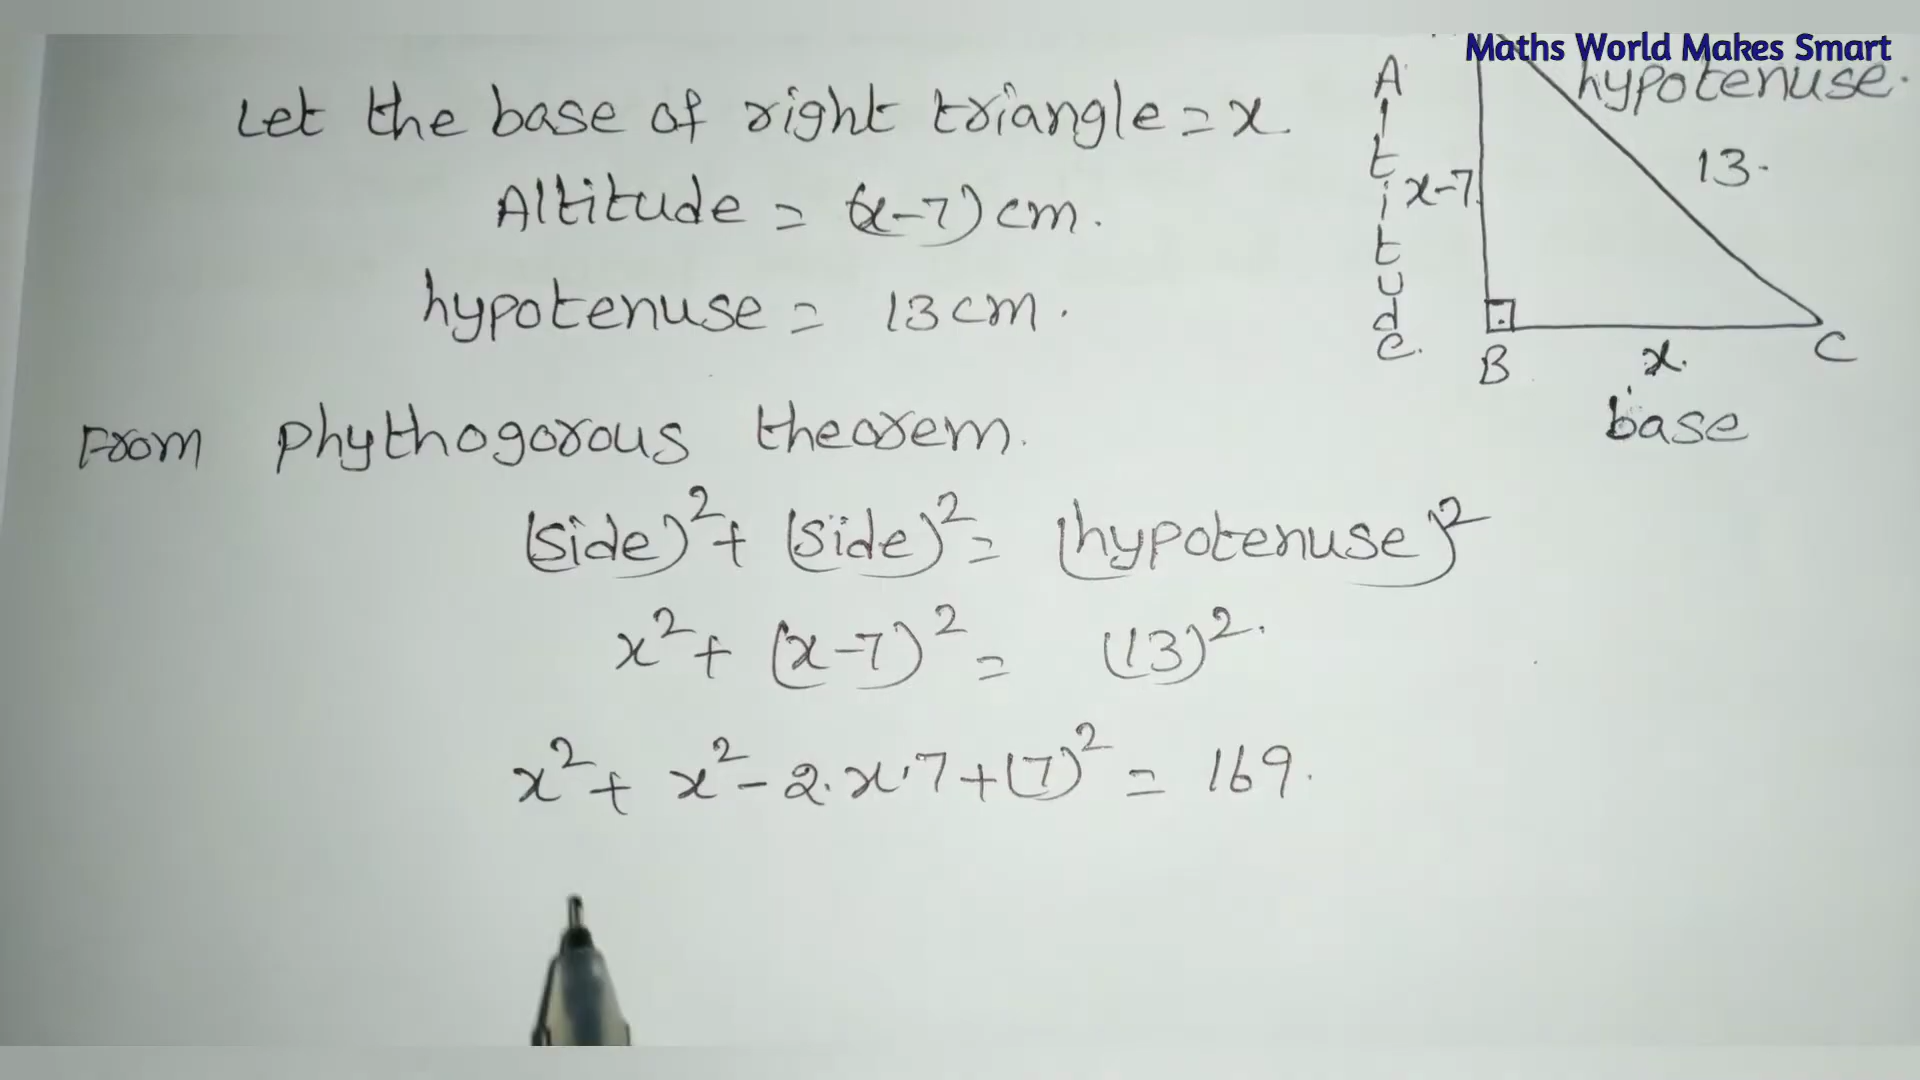 Maths World Makes Smart
Let the base of right triangle = x
Altitude = (x-7) cm.
hypotenuse = 13 cm.
From phythogorous theorem.
(side)² + (side)² = (hypotenuse)²
x² + (x-7)² = (13)².
x² + x² - 2.x.7 + (7)² = 169.
hypotenuse.
Altitude.
x-7
13.
B
x.
C
base